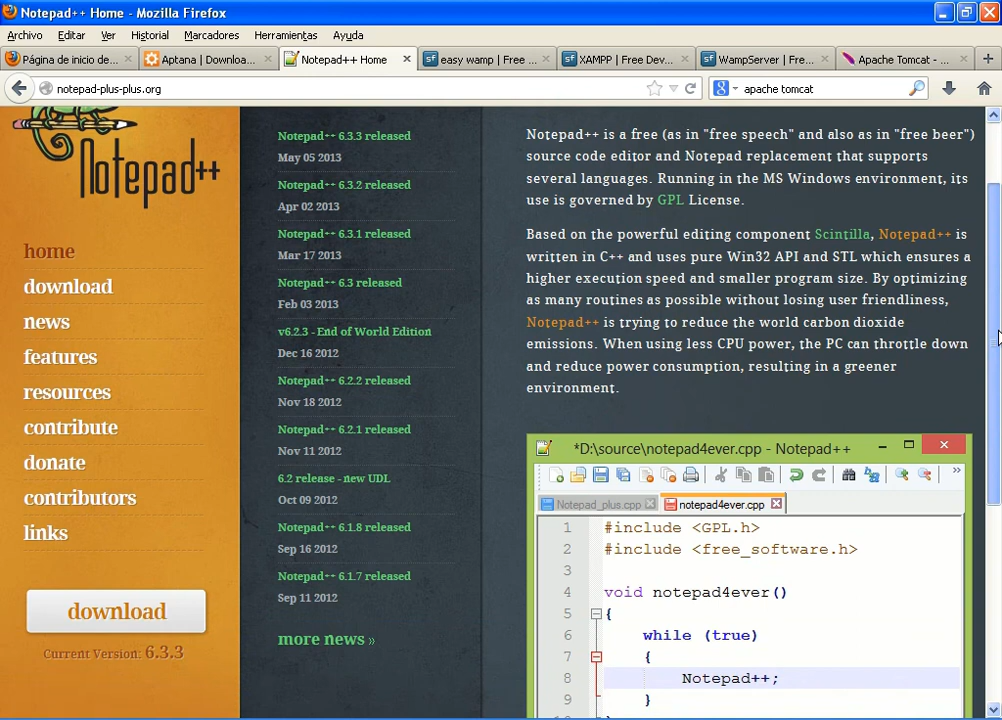 Notepad++ Home - Mozilla Firefox
Archivo Editar Ver Historial Marcadores Herramientas Ayuda
Página de inicio de... Aptana | Downloa... Notepad++ Home easy wamp | Free ... XAMPP | Free Dev... WampServer | Fre... Apache Tomcat - ...
notepad-plus-plus.org
apache tomcat
Notepad++
home
download
news
features
resources
contribute
donate
contributors
links
download
Current Version: 6.3.3
Notepad++ 6.3.3 released
May 05 2013
Notepad++ 6.3.2 released
Apr 02 2013
Notepad++ 6.3.1 released
Mar 17 2013
Notepad++ 6.3 released
Feb 03 2013
v6.2.3 - End of World Edition
Dec 16 2012
Notepad++ 6.2.2 released
Nov 18 2012
Notepad++ 6.2.1 released
Nov 11 2012
6.2 release - new UDL
Oct 09 2012
Notepad++ 6.1.8 released
Sep 16 2012
Notepad++ 6.1.7 released
Sep 11 2012
more news »
Notepad++ is a free (as in "free speech" and also as in "free beer")
source code editor and Notepad replacement that supports
several languages. Running in the MS Windows environment, its
use is governed by GPL License.
Based on the powerful editing component Scintilla, Notepad++ is
written in C++ and uses pure Win32 API and STL which ensures a
higher execution speed and smaller program size. By optimizing
as many routines as possible without losing user friendliness,
Notepad++ is trying to reduce the world carbon dioxide
emissions. When using less CPU power, the PC can throttle down
and reduce power consumption, resulting in a greener
environment.
*D:\source\notepad4ever.cpp - Notepad++
Notepad_plus.cpp notepad4ever.cpp
1 #include <GPL.h>
2 #include <free_software.h>
3
4 void notepad4ever()
5 {
6 while (true)
7 {
8 Notepad++;
9 }